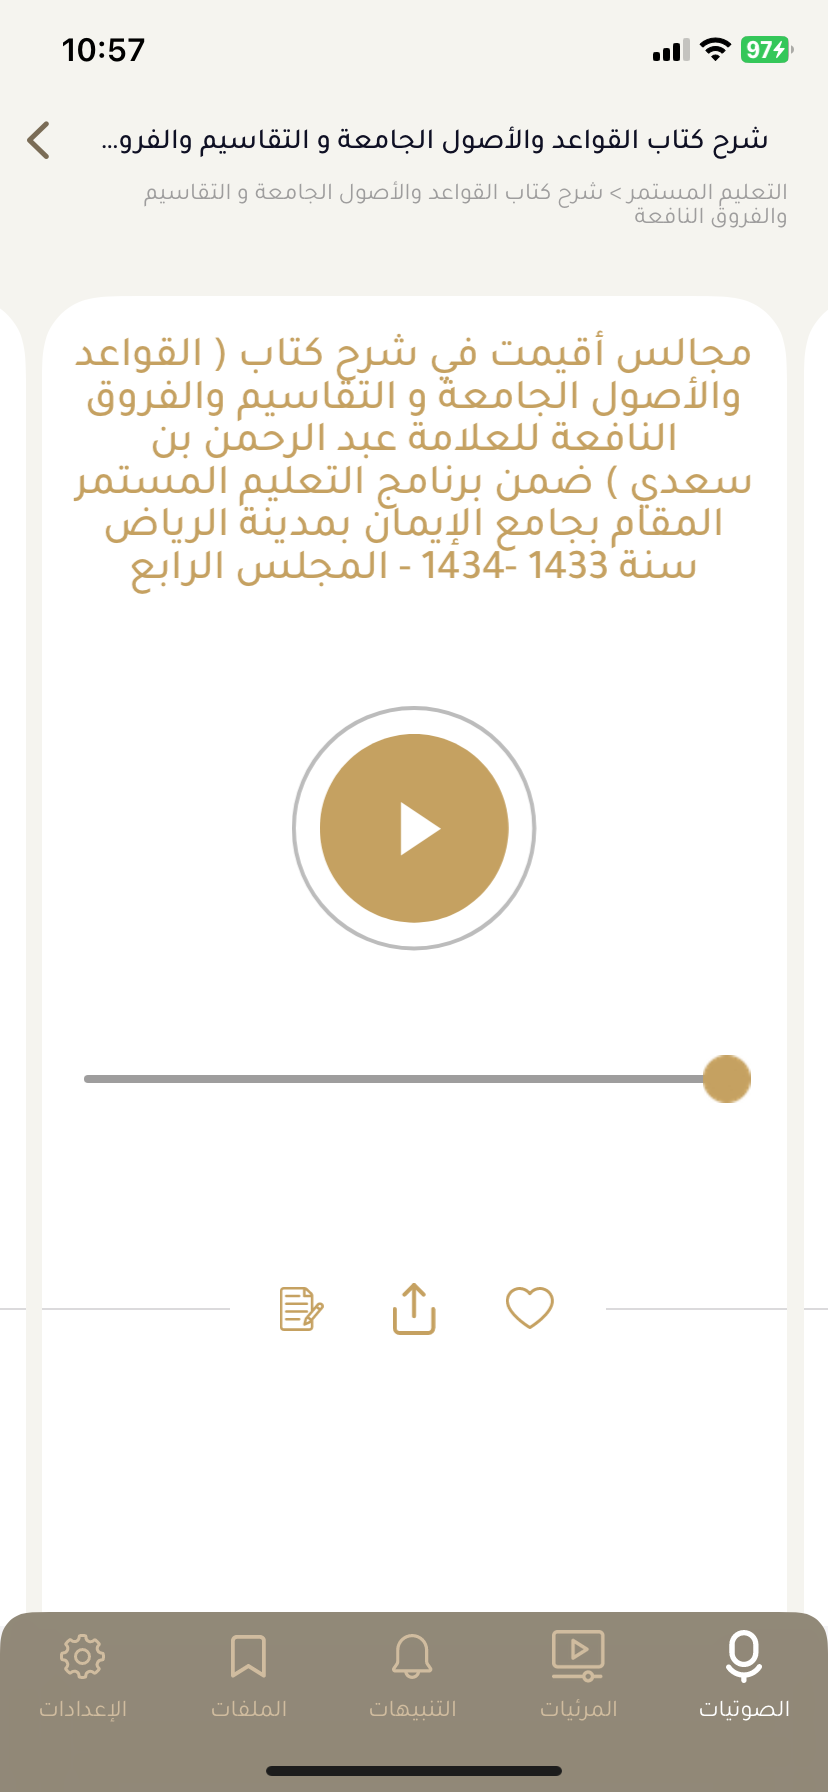 10:57
97
شرح كتاب القواعد والأصول الجامعة و التقاسيم والفرو...
التعليم المستمر > شرح كتاب القواعد والأصول الجامعة و التقاسيم
والفروق النافعة
مجالس أقيمت في شرح كتاب ( القواعد
والأصول الجامعة و التقاسيم والفروق
النافعة للعلامة عبد الرحمن بن
سعدي ) ضمن برنامج التعليم المستمر
المقام بجامع الإيمان بمدينة الرياض
سنة 1433 -1434 - المجلس الرابع
الصوتيات
المرئيات
التنبيهات
الملفات
الإعدادات